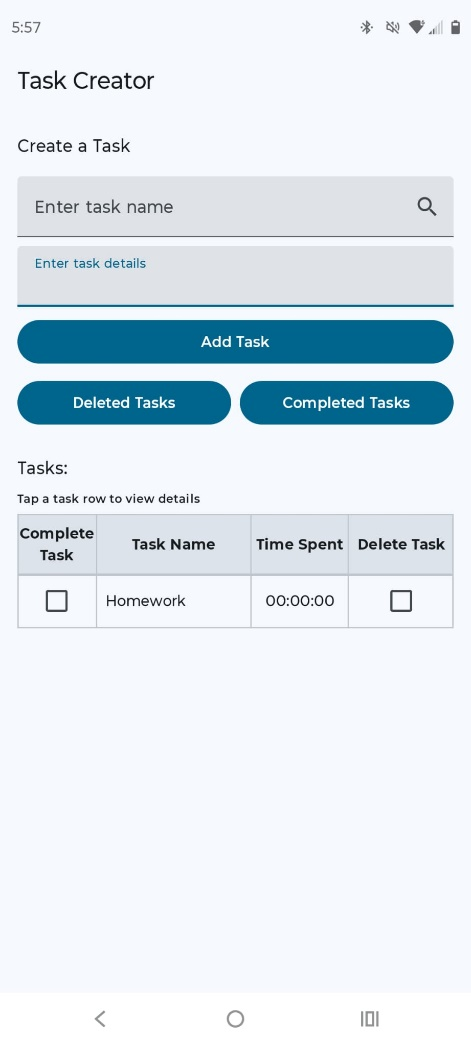 5:57
Task Creator
Create a Task
Enter task name
Enter task details
Add Task
Deleted Tasks
Completed Tasks
Tasks:
Tap a task row to view details
Complete Task
Task Name
Time Spent
Delete Task
Homework
00:00:00